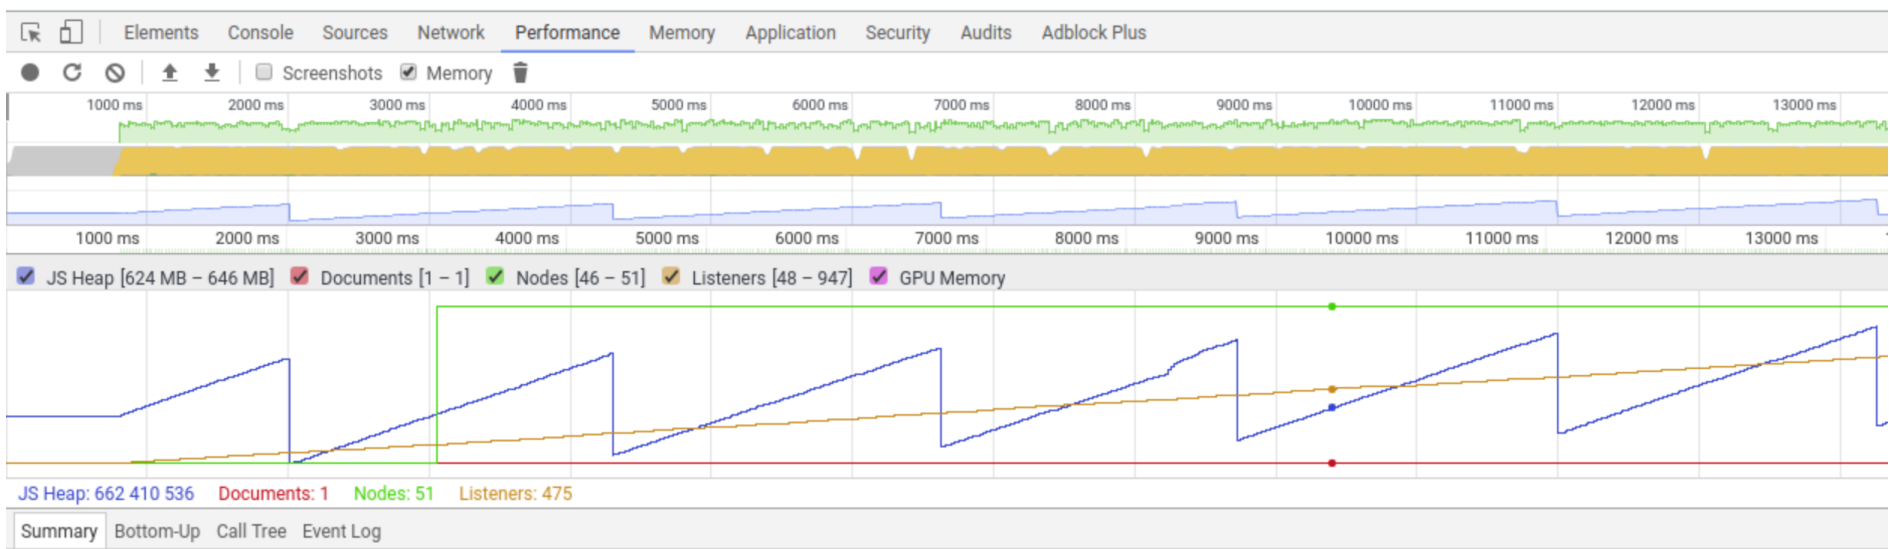 Elements Console Sources Network Performance Memory Application Security Audits Adblock Plus
Screenshots Memory
1000 ms 2000 ms 3000 ms 4000 ms 5000 ms 6000 ms 7000 ms 8000 ms 9000 ms 10000 ms 11000 ms 12000 ms 13000 ms
1000 ms 2000 ms 3000 ms 4000 ms 5000 ms 6000 ms 7000 ms 8000 ms 9000 ms 10000 ms 11000 ms 12000 ms 13000 ms
JS Heap [624 MB – 646 MB] Documents [1 – 1] Nodes [46 – 51] Listeners [48 – 947] GPU Memory
JS Heap: 662 410 536 Documents: 1 Nodes: 51 Listeners: 475
Summary Bottom-Up Call Tree Event Log